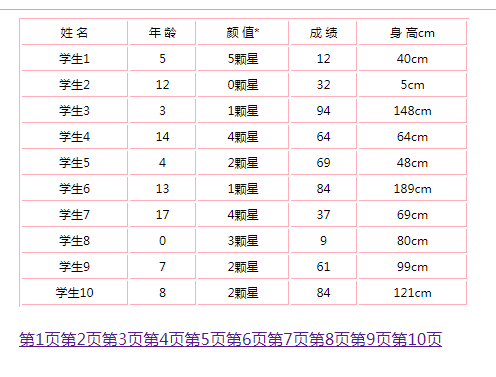 姓 名 年 龄 颜 值* 成 绩 身 高cm
学生1 5 5颗星 12 40cm
学生2 12 0颗星 32 5cm
学生3 3 1颗星 94 148cm
学生4 14 4颗星 64 64cm
学生5 4 2颗星 69 48cm
学生6 13 1颗星 84 189cm
学生7 17 4颗星 37 69cm
学生8 0 3颗星 9 80cm
学生9 7 2颗星 61 99cm
学生10 8 2颗星 84 121cm
第1页第2页第3页第4页第5页第6页第7页第8页第9页第10页